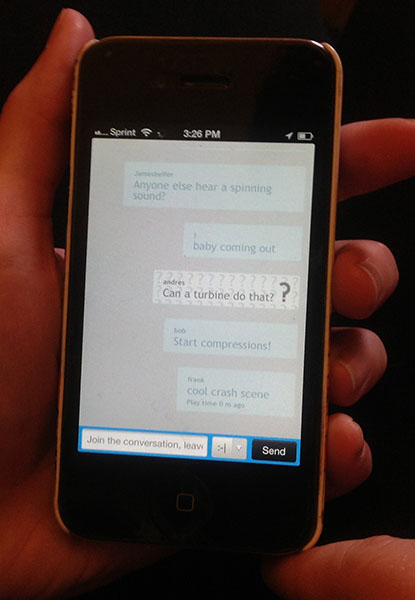 Sprint 3:26 PM
Jamesbelfer
Anyone else hear a spinning
sound?
baby coming out
andres
Can a turbine do that? ?
bob
Start compressions!
frank
cool crash scene
Play time 0 m ago
Join the conversation, leav :-| Send